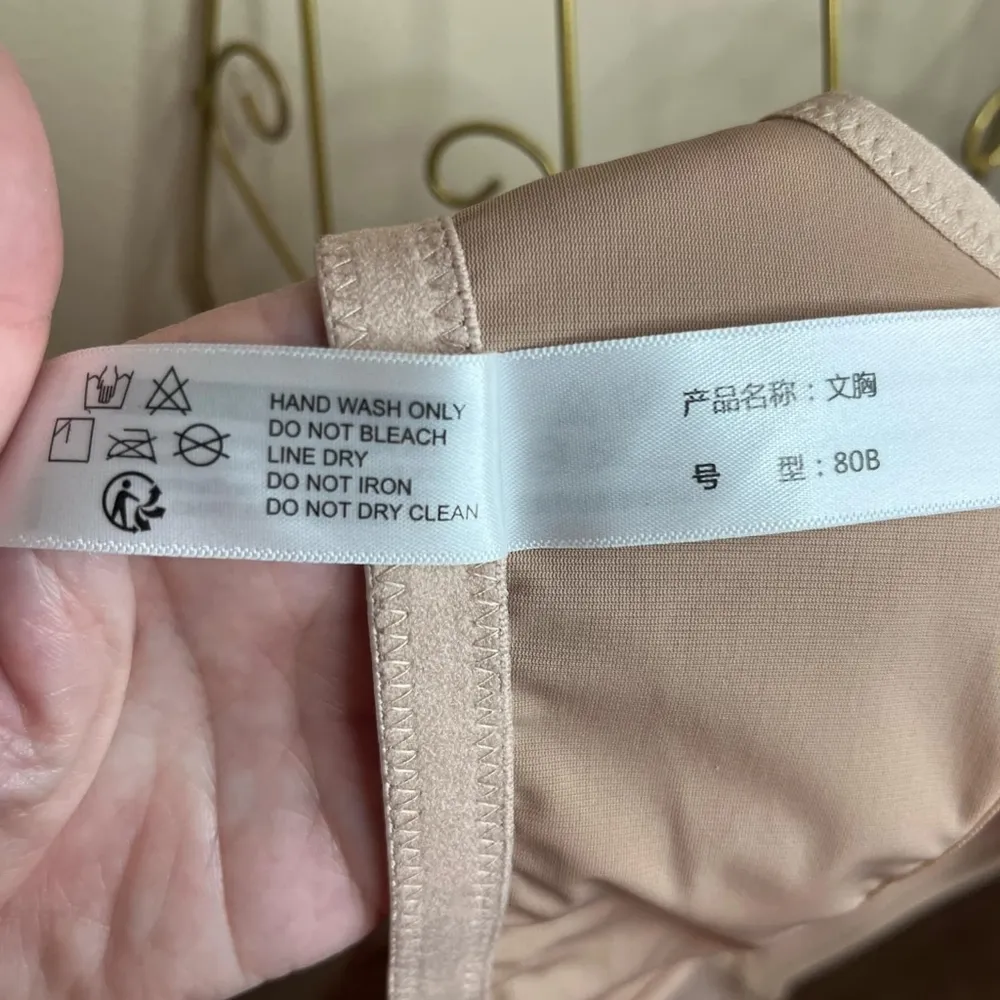 HAND WASH ONLY
DO NOT BLEACH
LINE DRY
DO NOT IRON
DO NOT DRY CLEAN
产品名称：文胸
号 型：80B